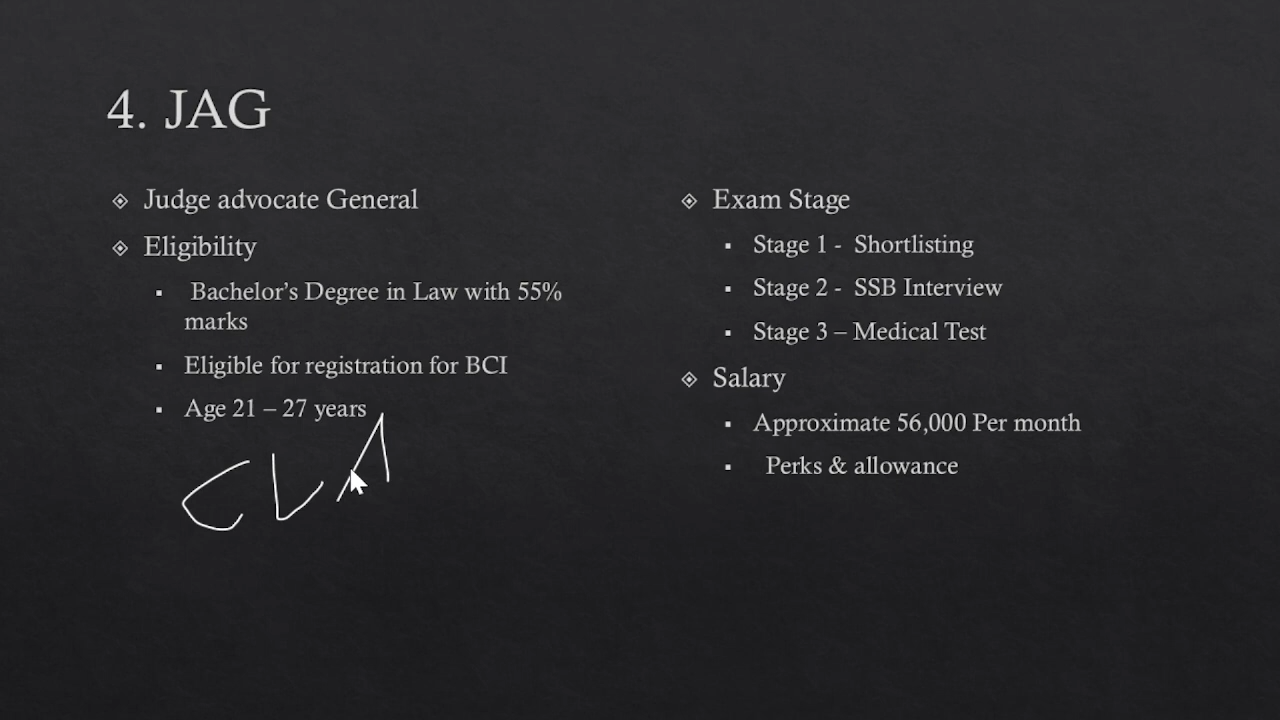 4. JAG
Judge advocate General
Eligibility
Bachelor's Degree in Law with 55%
marks
Eligible for registration for BCI
Age 21 – 27 years
CLA
Exam Stage
Stage 1 - Shortlisting
Stage 2 - SSB Interview
Stage 3 – Medical Test
Salary
Approximate 56,000 Per month
Perks & allowance